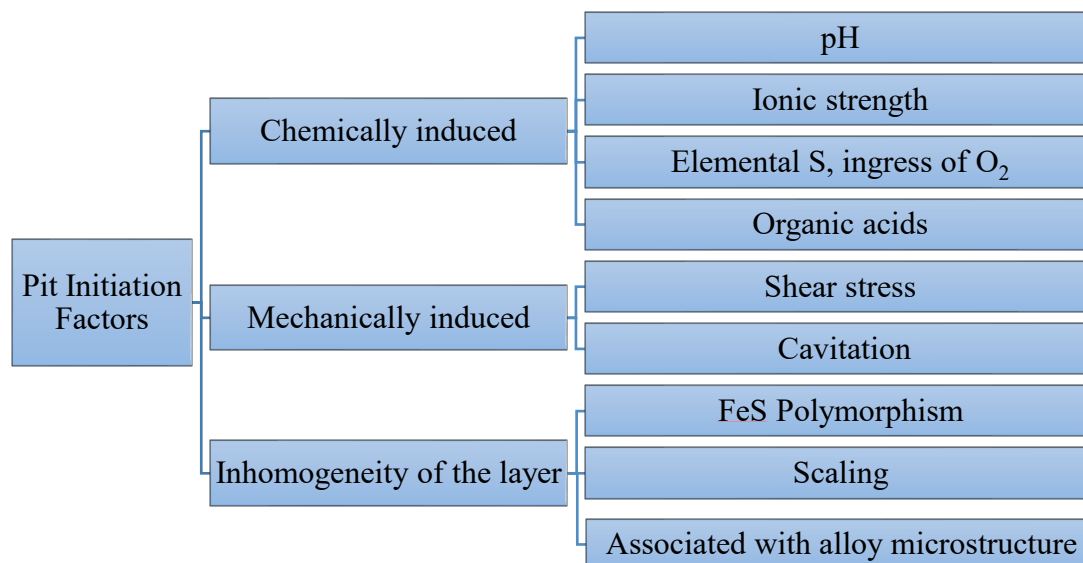 Pit Initiation
Factors
Chemically induced
pH
Ionic strength
Elemental S, ingress of O₂
Organic acids
Mechanically induced
Shear stress
Cavitation
Inhomogeneity of the layer
FeS Polymorphism
Scaling
Associated with alloy microstructure